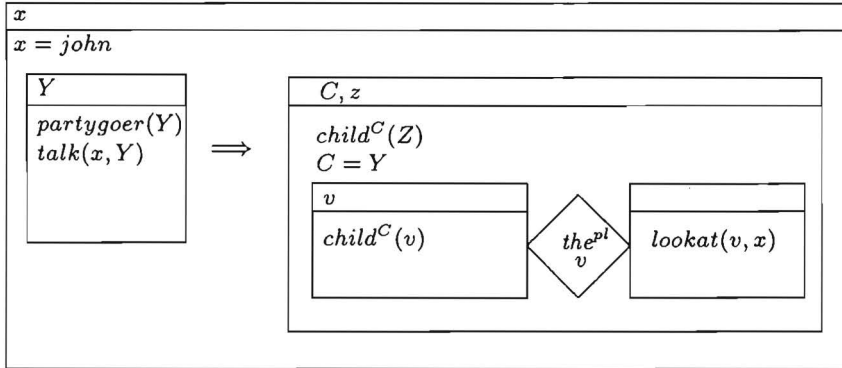 x
x = john
Y
partygoer(Y)
talk(x, Y)
⟹
C, z
child^C(Z)
C = Y
v
child^C(v)
the^pl
v
lookat(v, x)